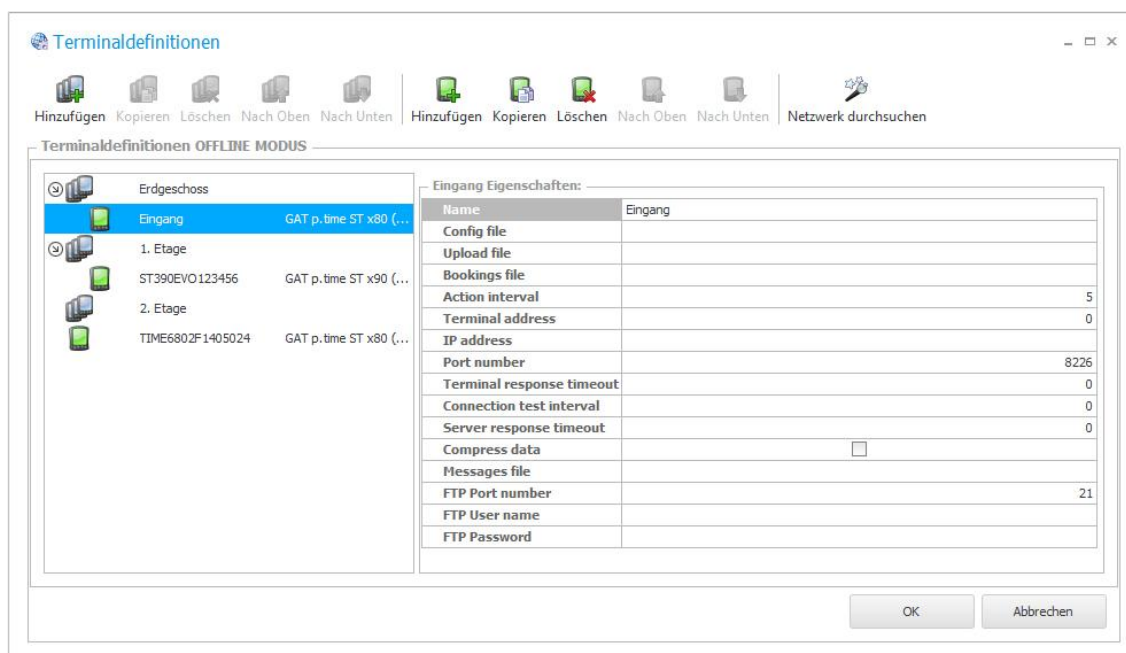 Terminaldefinitionen
Hinzufügen Kopieren Löschen Nach Oben Nach Unten Hinzufügen Kopieren Löschen Nach Oben Nach Unten Netzwerk durchsuchen
Terminaldefinitionen OFFLINE MODUS
Erdgeschoss
Eingang GAT p.time ST x80 (...
1. Etage
ST390EVO123456 GAT p.time ST x90 (...
2. Etage
TIME6802F1405024 GAT p.time ST x80 (...
Eingang Eigenschaften:
Name Eingang
Config file
Upload file
Bookings file
Action interval 5
Terminal address 0
IP address
Port number 8226
Terminal response timeout 0
Connection test interval 0
Server response timeout 0
Compress data
Messages file
FTP Port number 21
FTP User name
FTP Password
OK Abbrechen